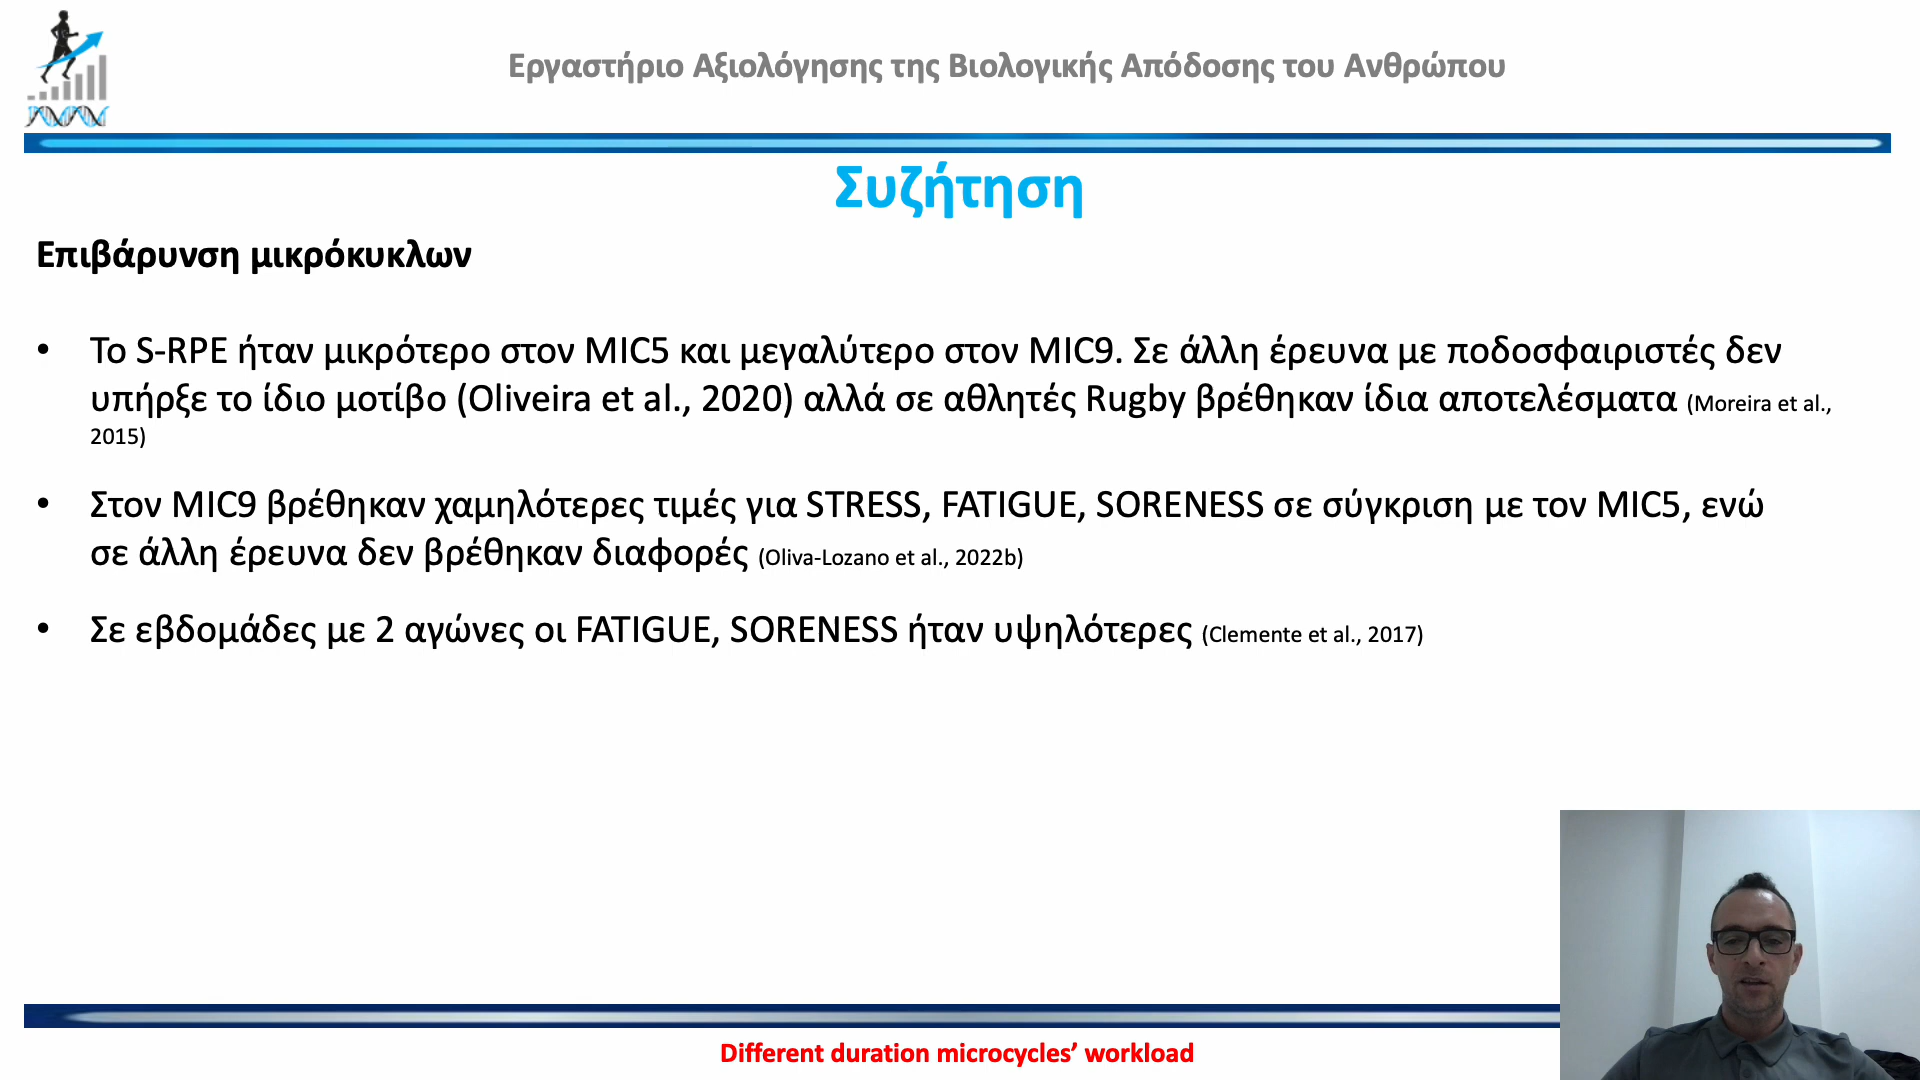 Εργαστήριο Αξιολόγησης της Βιολογικής Απόδοσης του Ανθρώπου
Συζήτηση
Επιβάρυνση μικρόκυκλων
• Το S-RPE ήταν μικρότερο στον MIC5 και μεγαλύτερο στον MIC9. Σε άλλη έρευνα με ποδοσφαιριστές δεν
υπήρξε το ίδιο μοτίβο (Oliveira et al., 2020) αλλά σε αθλητές Rugby βρέθηκαν ίδια αποτελέσματα (Moreira et al.,
2015)
• Στον MIC9 βρέθηκαν χαμηλότερες τιμές για STRESS, FATIGUE, SORENESS σε σύγκριση με τον MIC5, ενώ
σε άλλη έρευνα δεν βρέθηκαν διαφορές (Oliva-Lozano et al., 2022b)
• Σε εβδομάδες με 2 αγώνες οι FATIGUE, SORENESS ήταν υψηλότερες (Clemente et al., 2017)
Different duration microcycles’ workload